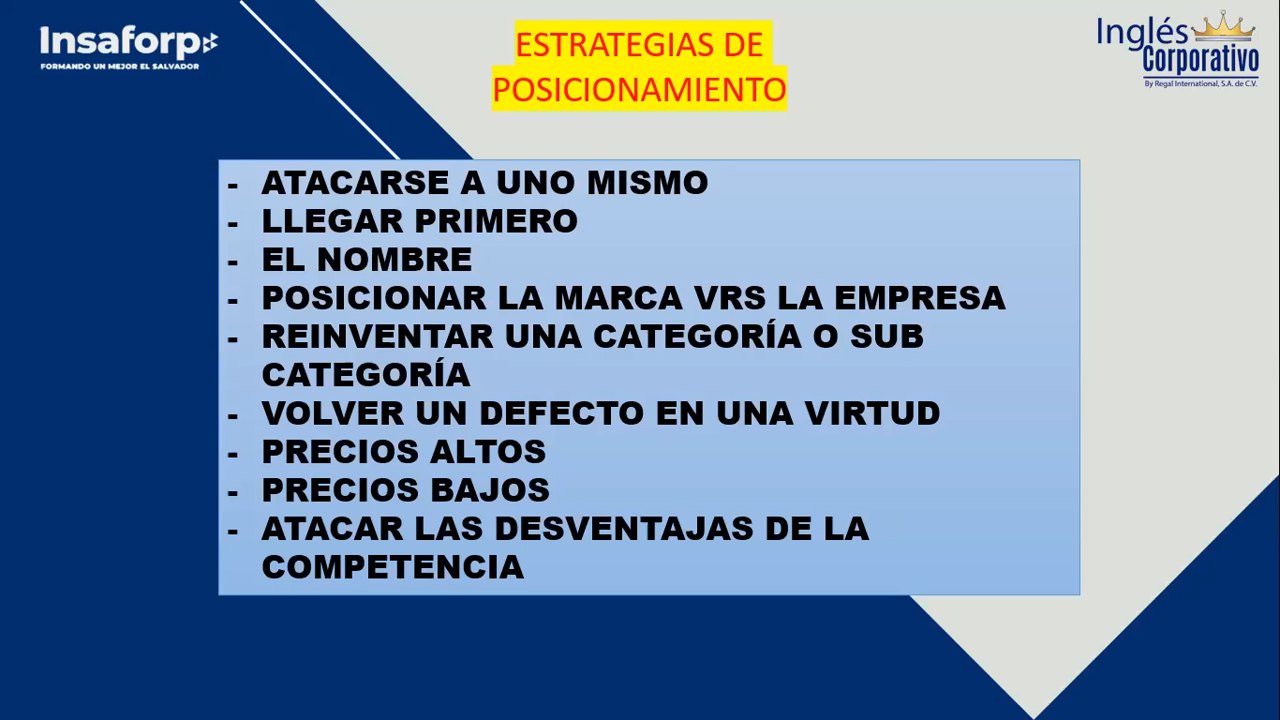 Insaforp
FORMANDO UN MEJOR EL SALVADOR
ESTRATEGIAS DE
POSICIONAMIENTO
Inglés
Corporativo
By Regal International, S.A. de C.V.
- ATACARSE A UNO MISMO
- LLEGAR PRIMERO
- EL NOMBRE
- POSICIONAR LA MARCA VRS LA EMPRESA
- REINVENTAR UNA CATEGORÍA O SUB
CATEGORÍA
- VOLVER UN DEFECTO EN UNA VIRTUD
- PRECIOS ALTOS
- PRECIOS BAJOS
- ATACAR LAS DESVENTAJAS DE LA
COMPETENCIA